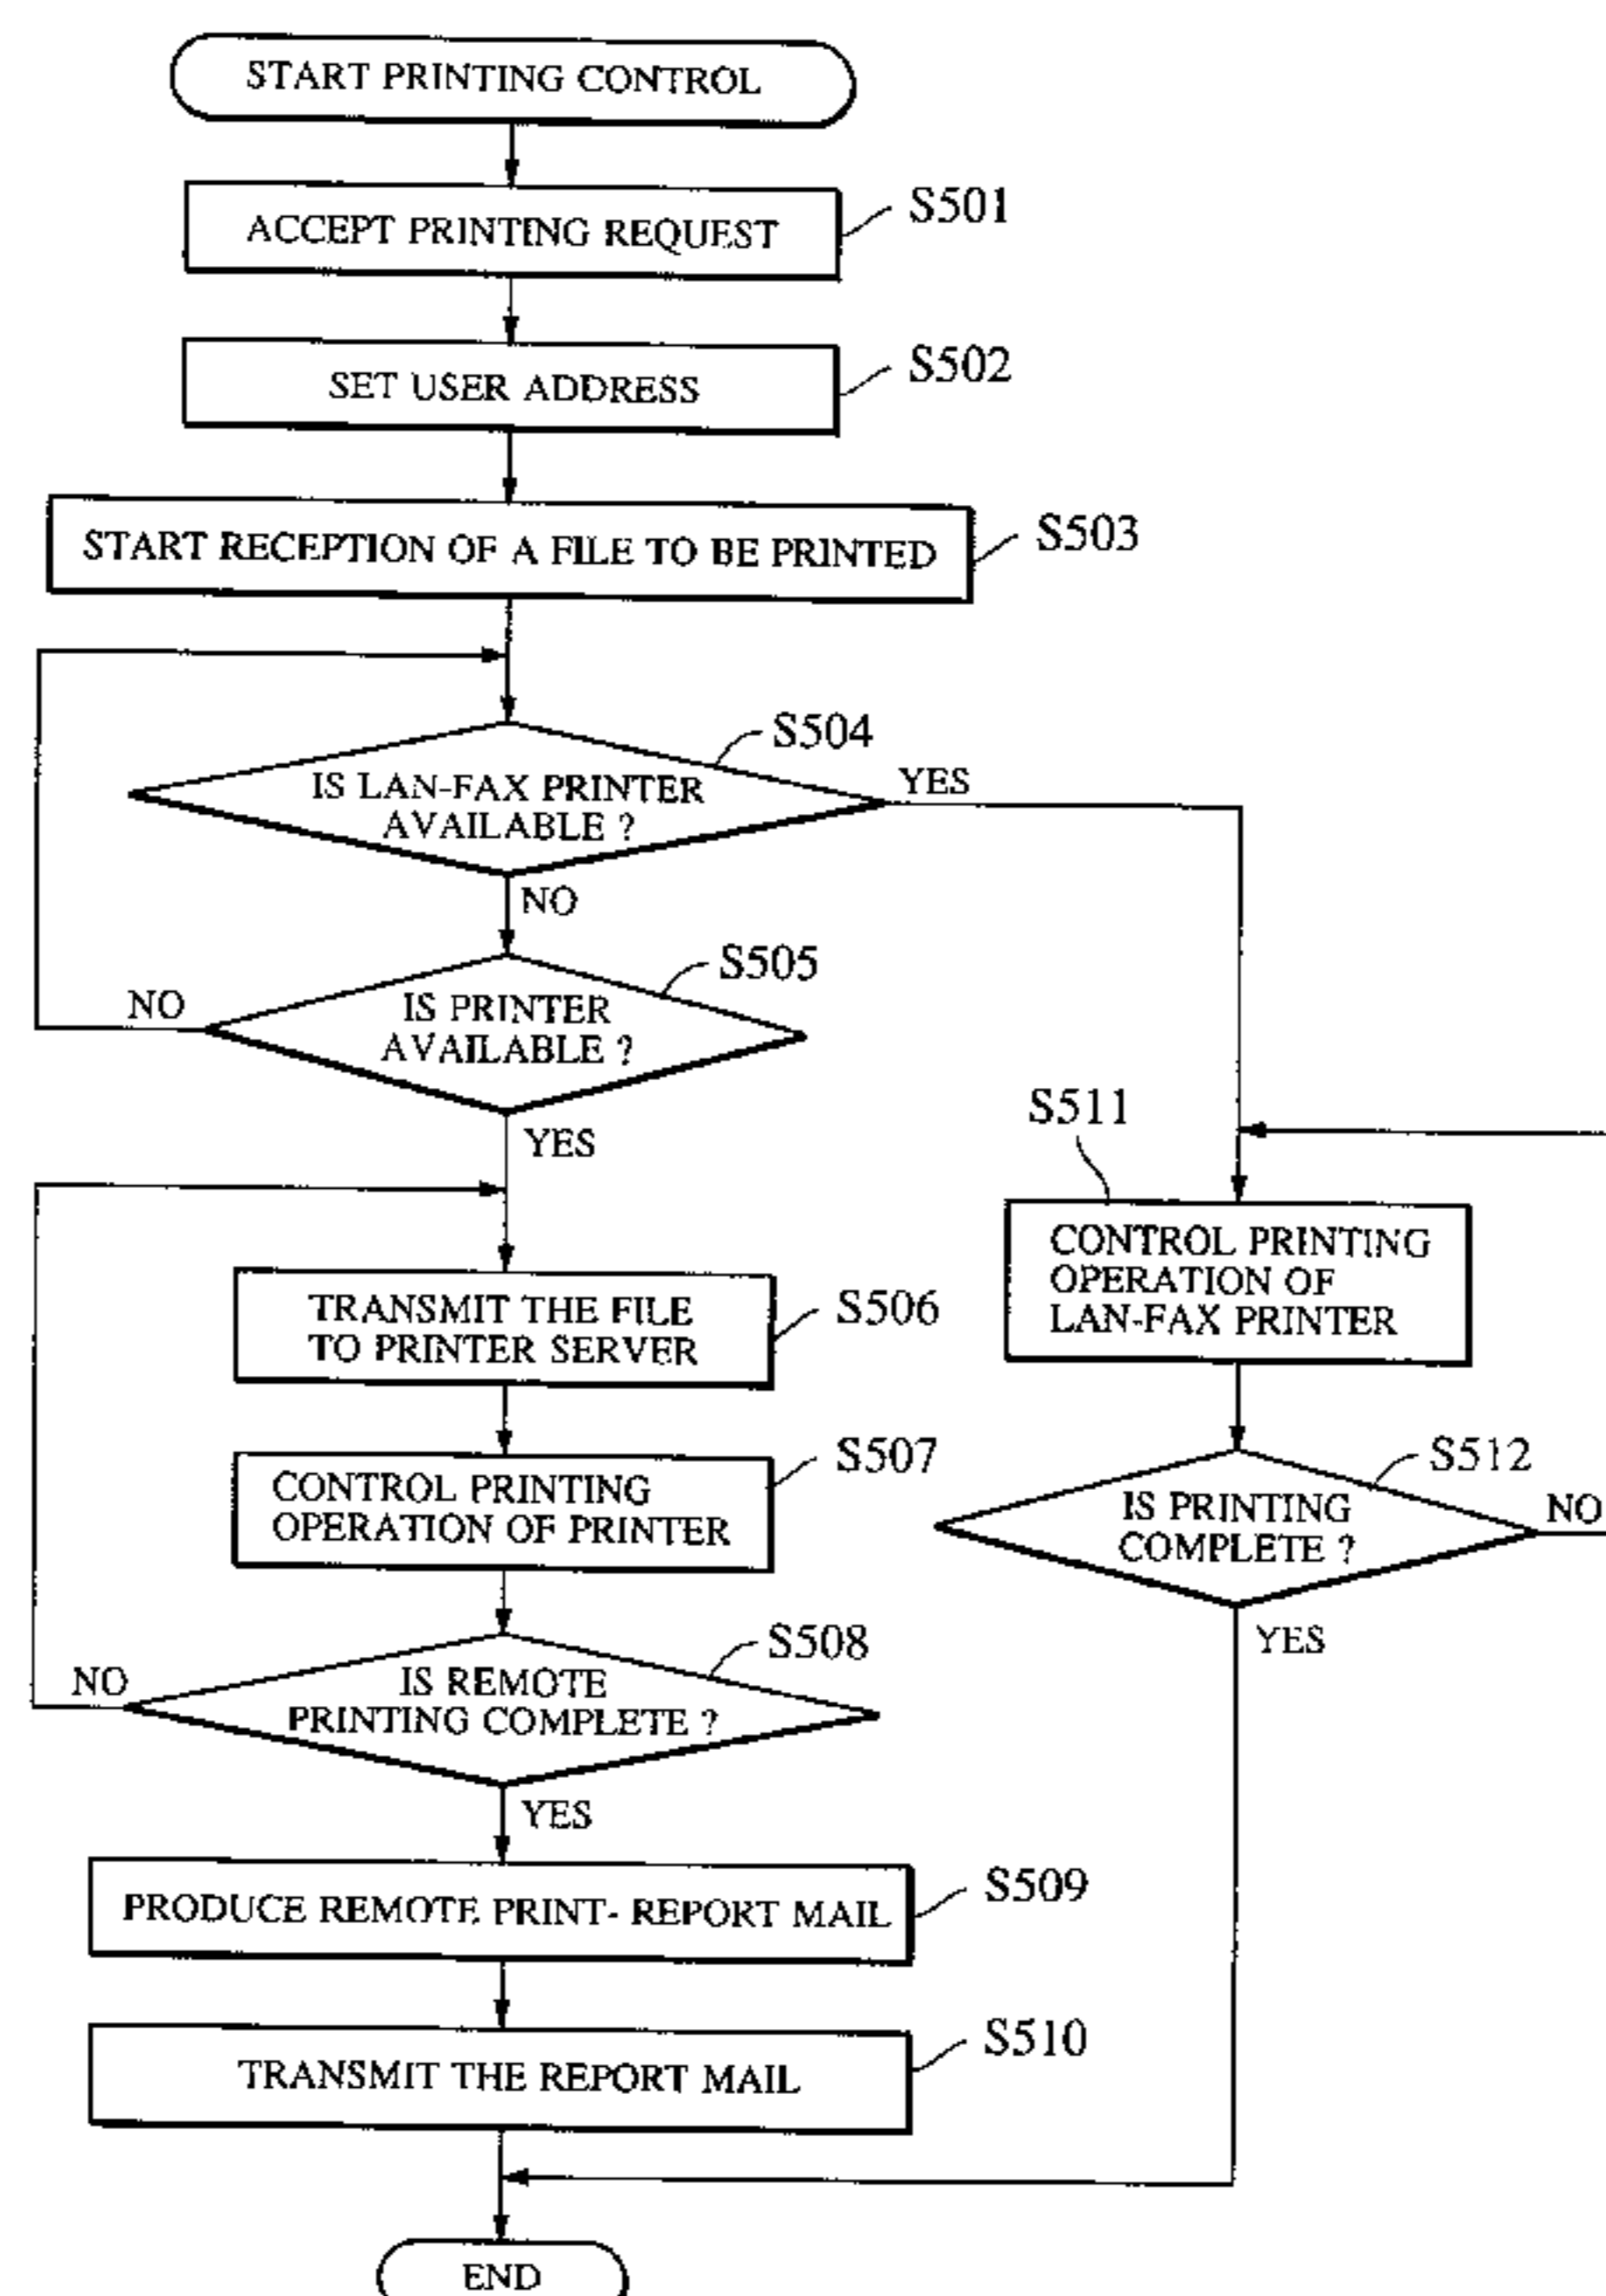 START PRINTING CONTROL
ACCEPT PRINTING REQUEST
S501
SET USER ADDRESS
S502
START RECEPTION OF A FILE TO BE PRINTED
S503
S504
IS LAN-FAX PRINTER
AVAILABLE ?
YES
NO
S505
IS PRINTER
AVAILABLE ?
NO
YES
TRANSMIT THE FILE
TO PRINTER SERVER
S506
CONTROL PRINTING
OPERATION OF PRINTER
S507
S508
IS REMOTE
PRINTING COMPLETE ?
NO
YES
PRODUCE REMOTE PRINT- REPORT MAIL
S509
TRANSMIT THE REPORT MAIL
S510
S511
CONTROL PRINTING
OPERATION OF
LAN-FAX PRINTER
S512
IS PRINTING
COMPLETE ?
NO
YES
END